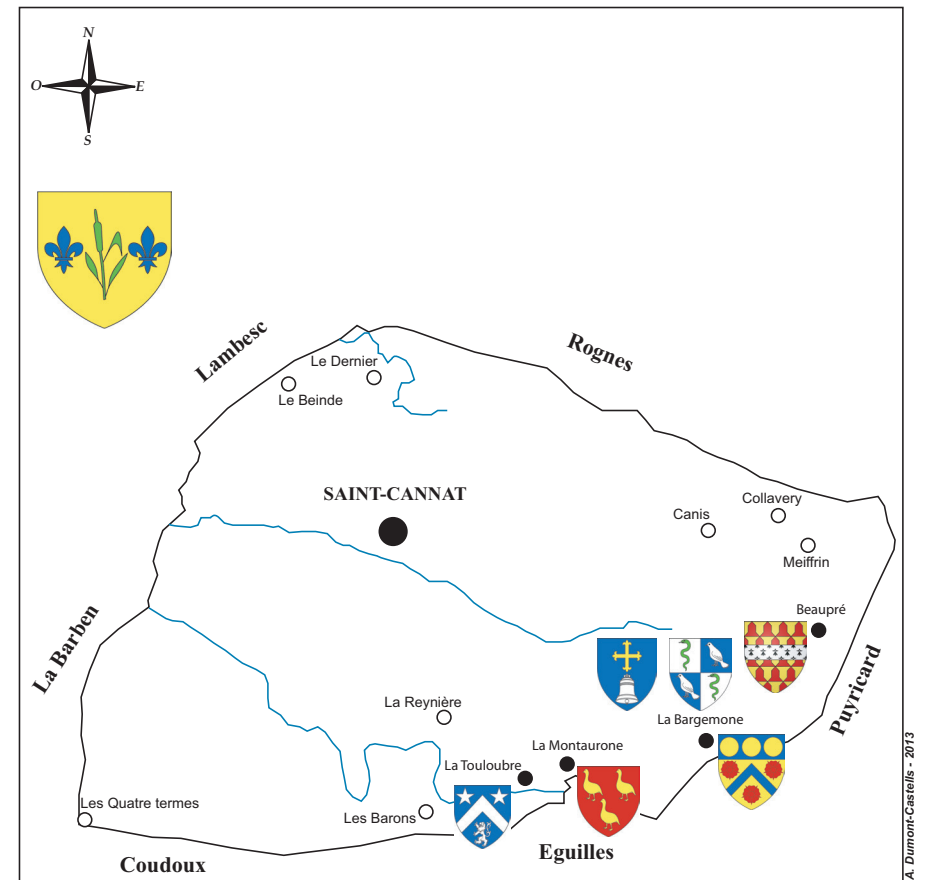 N
O
E
S
Lambesc
Rognes
Le Dernier
Le Beinde
SAINT-CANNAT
Collavery
Canis
Meiffrin
Beaupré
La Barben
Puyricard
La Reynière
La Bargemone
La Montaurone
La Touloubre
Les Quatre termes
Les Barons
Eguilles
Coudoux
A. Dumont-Castells - 2013